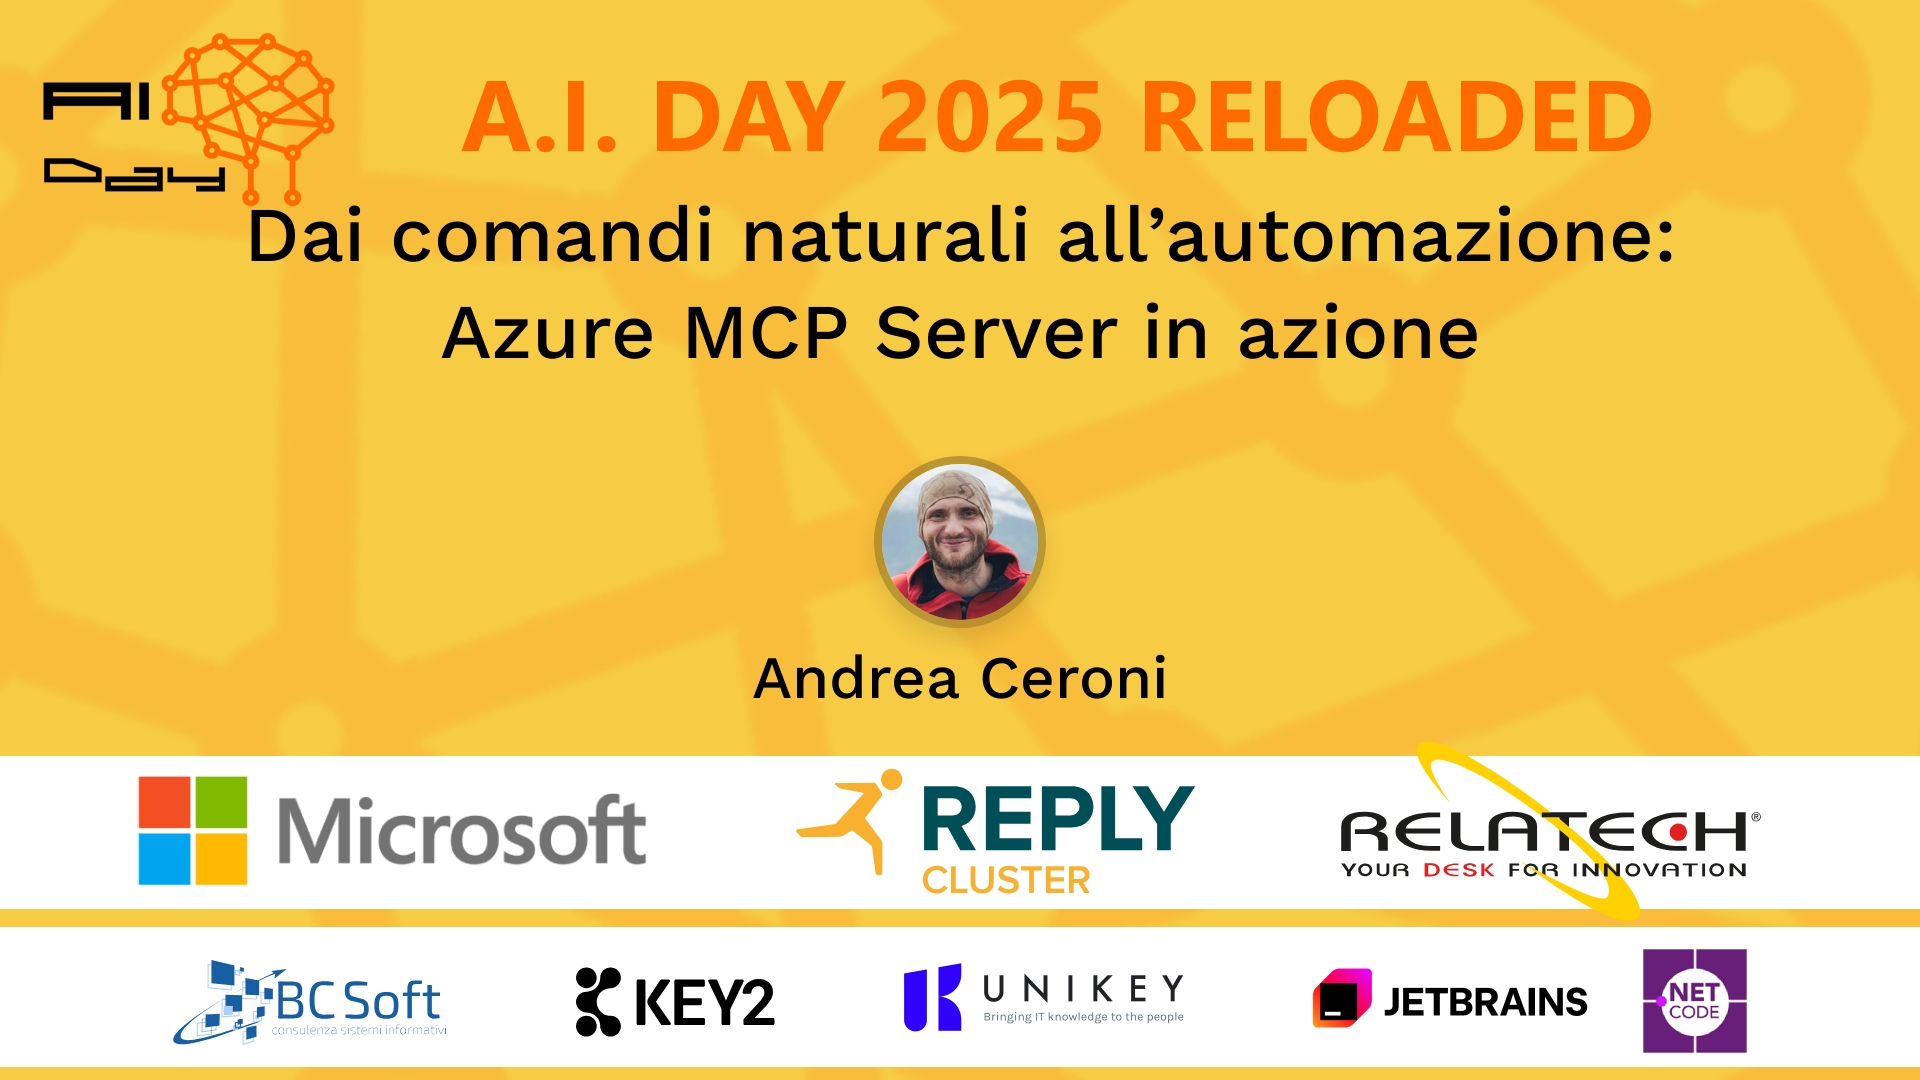 AI
Day
A.I. DAY 2025 RELOADED
Dai comandi naturali all’automazione:
Azure MCP Server in azione
Andrea Ceroni
Microsoft
REPLY
CLUSTER
RELATECH®
YOUR DESK FOR INNOVATION
BC Soft
consulenza sistemi informativi
KEY2
UNIKEY
Bringing IT knowledge to the people
JETBRAINS
NET
CODE